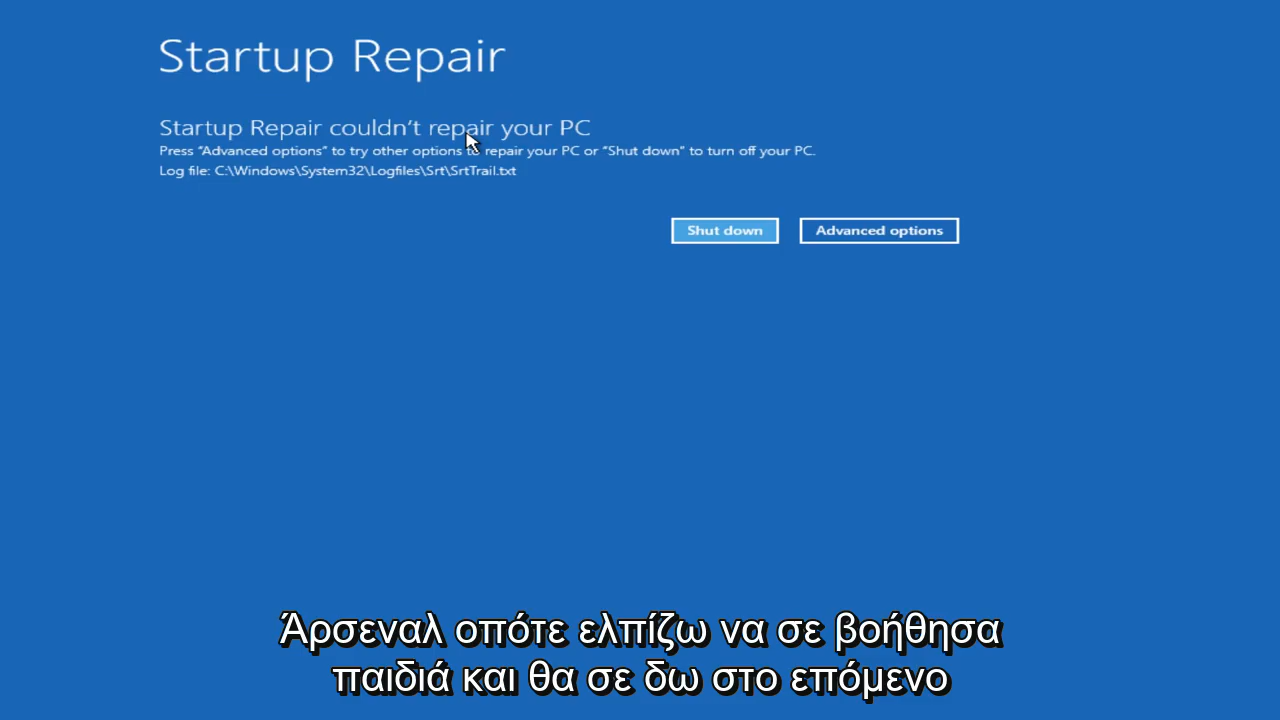 Startup Repair
Startup Repair couldn't repair your PC
Press “Advanced options” to try other options to repair your PC or “Shut down” to turn off your PC.
Log file: C:\Windows\System32\Logfiles\Srt\SrtTrail.txt
Shut down
Advanced options
Άρσεναλ οπότε ελπίζω να σε βοήθησα
παιδιά και θα σε δω στο επόμενο